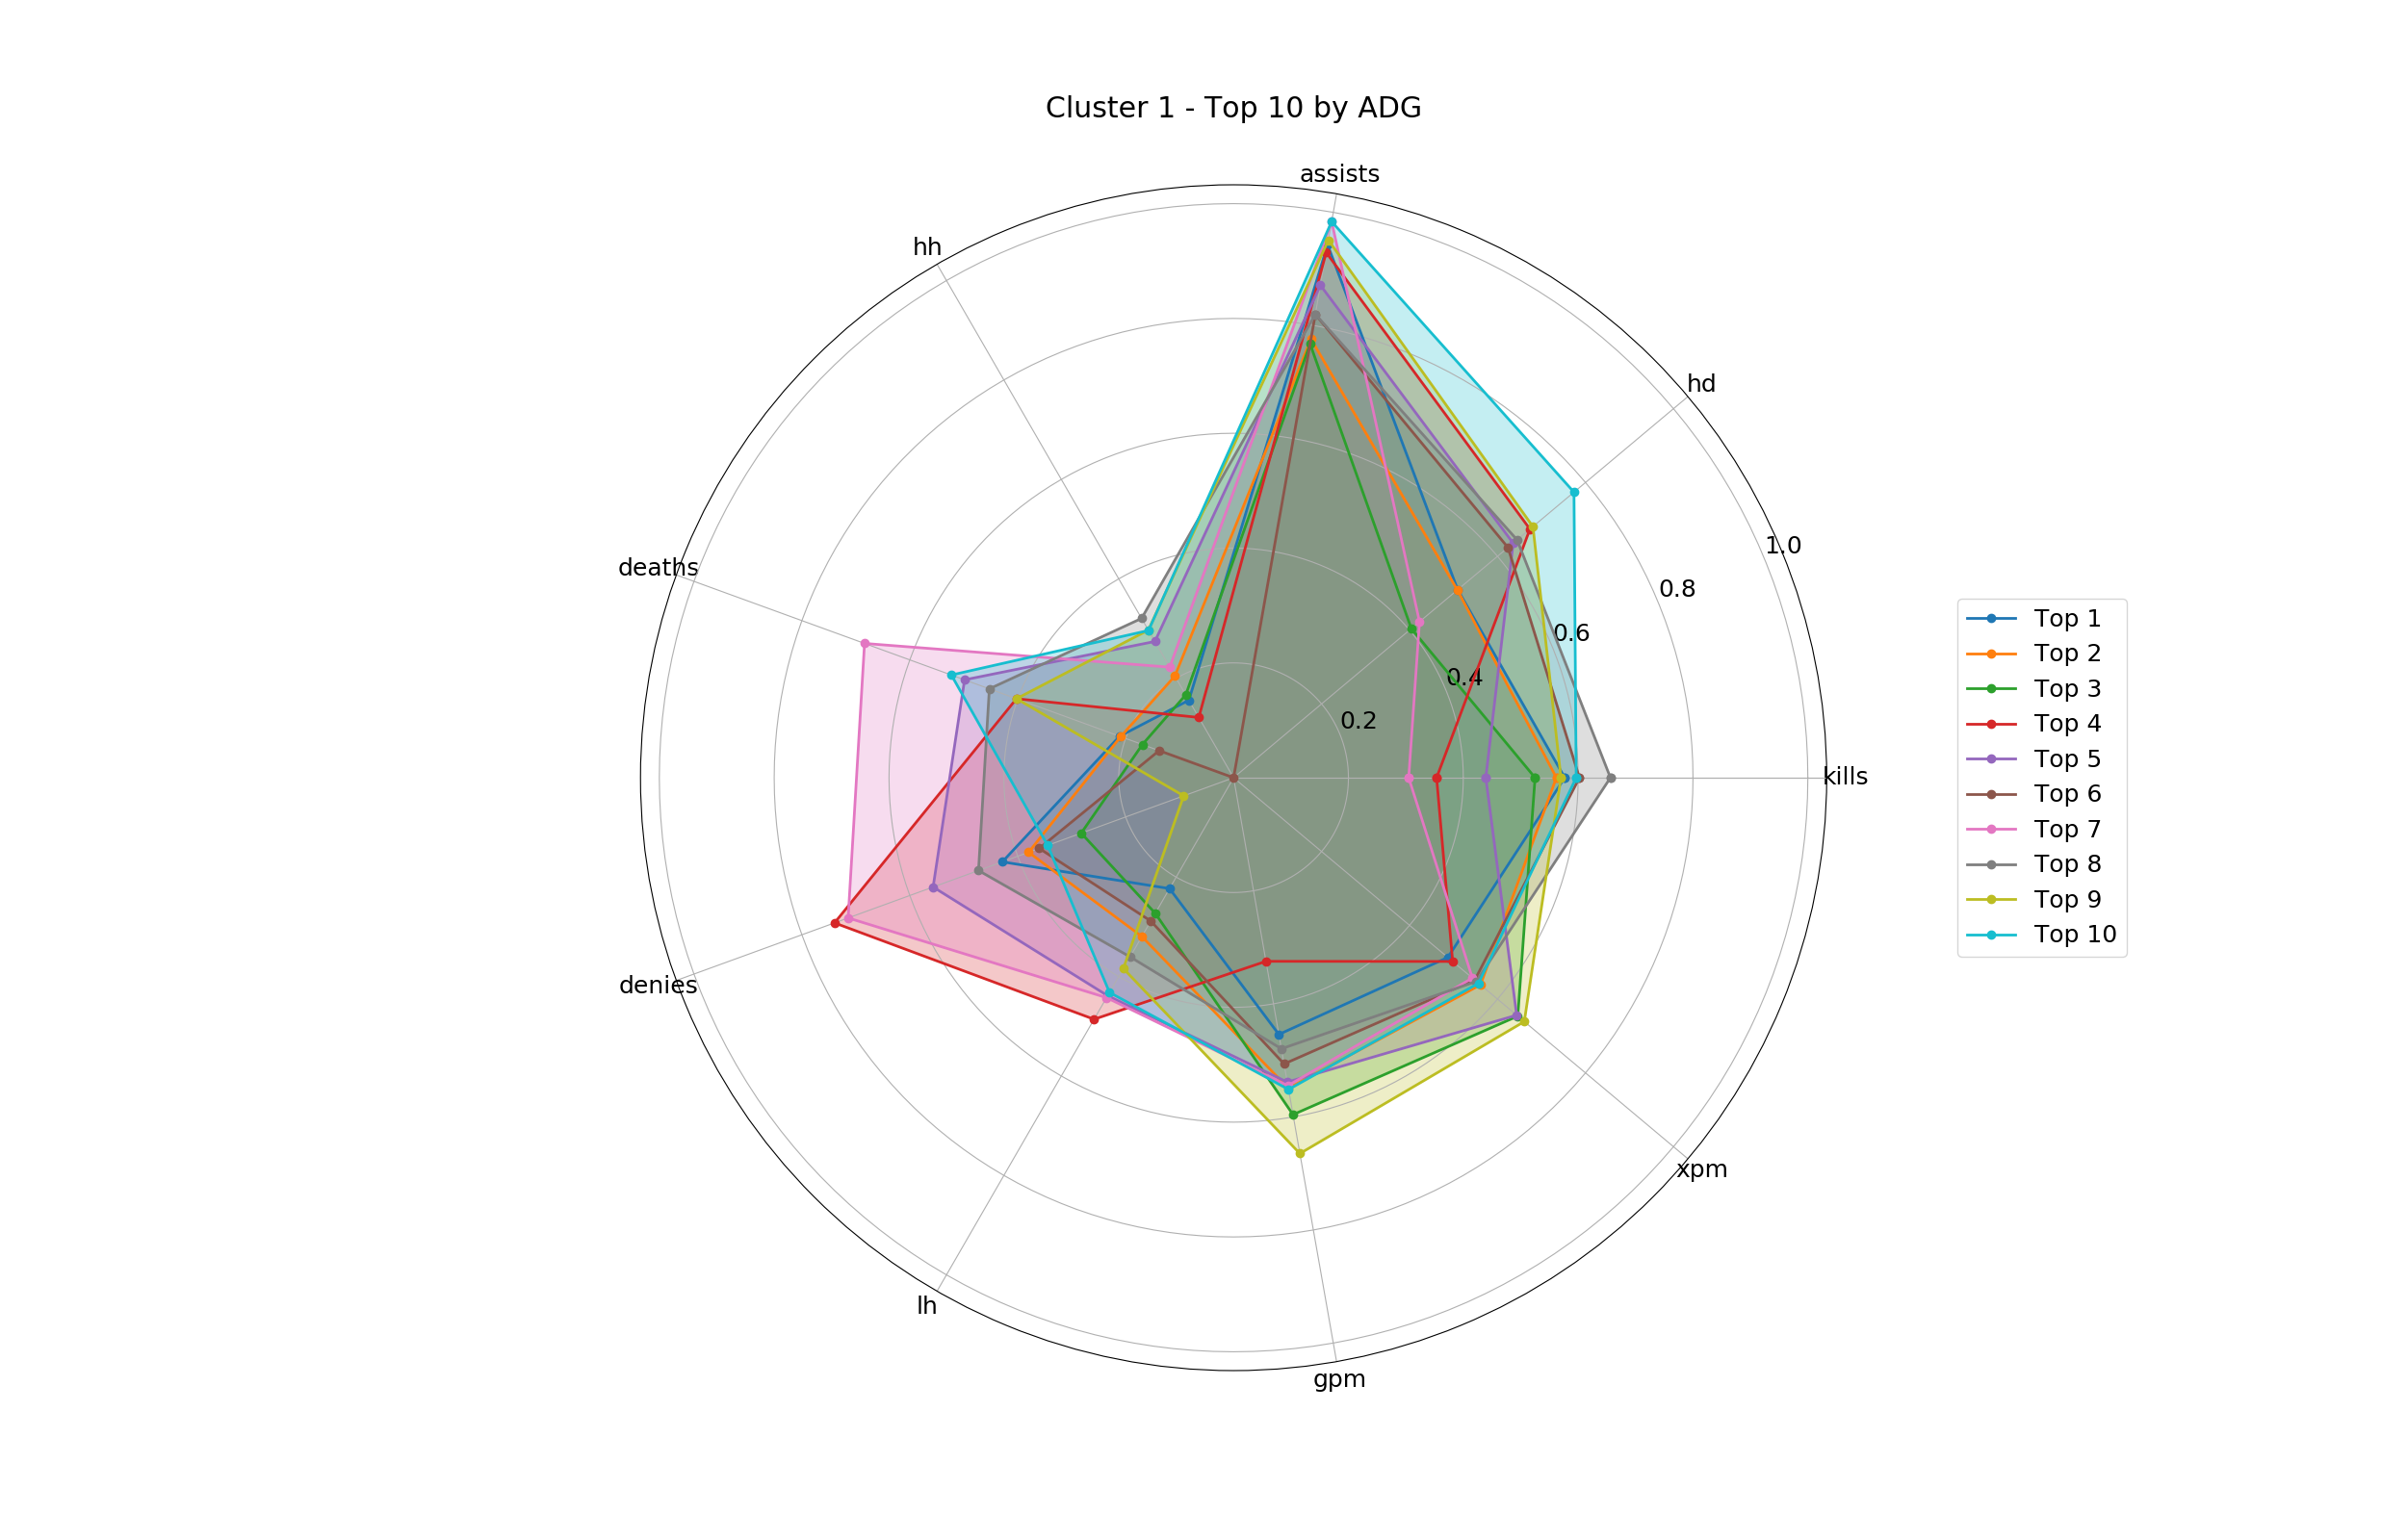 Cluster 1 - Top 10 by ADG
assists
hh
hd
deaths
kills
denies
xpm
lh
gpm
0.2
0.4
0.6
0.8
1.0
Top 1
Top 2
Top 3
Top 4
Top 5
Top 6
Top 7
Top 8
Top 9
Top 10